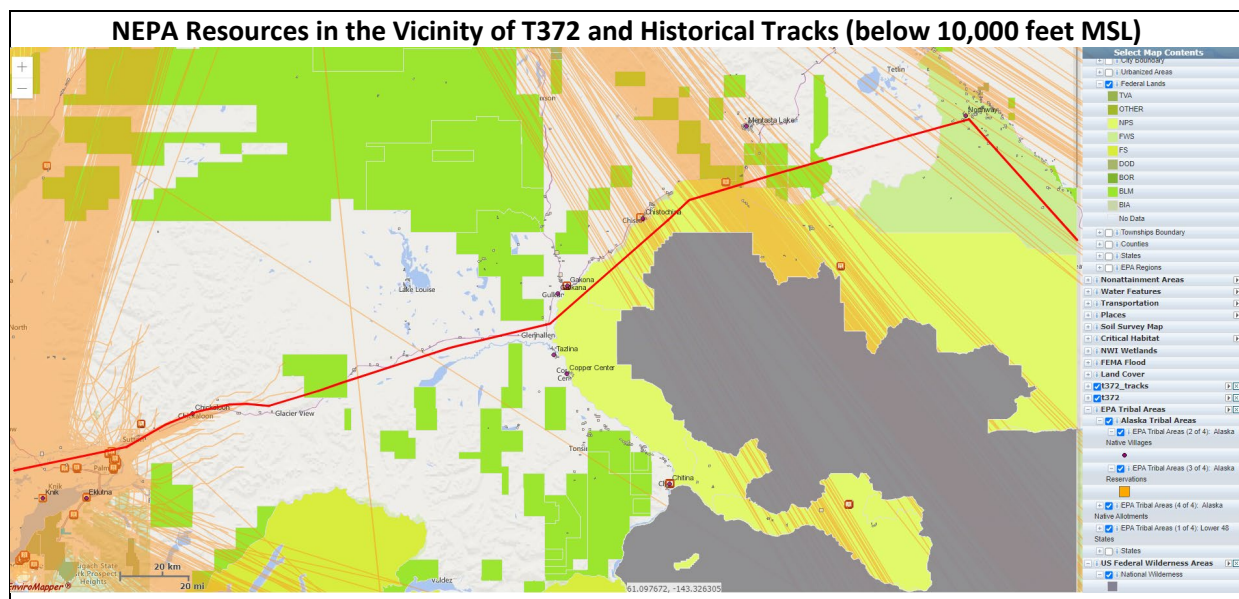 NEPA Resources in the Vicinity of T372 and Historical Tracks (below 10,000 feet MSL)
+
−
Tetlin
Northway
Mentasta Lake
Chistochina
Gakona
Lake Louise
Glennallen
Tazlina
Copper Center
Chickaloon
Glacier View
Sutton
Knik
Eklutna
Chitina
Valdez
North
20 km
20 mi
EnviroMapper®
61.097672, -143.326305
Select Map Contents
City Boundary
Urbanized Areas
Federal Lands
TVA
OTHER
NPS
FWS
FS
DOD
BOR
BLM
BIA
No Data
Townships Boundary
Counties
States
EPA Regions
Nonattainment Areas
Water Features
Transportation
Places
Soil Survey Map
Critical Habitat
NWI Wetlands
FEMA Flood
Land Cover
t372_tracks
t372
EPA Tribal Areas
Alaska Tribal Areas
EPA Tribal Areas (2 of 4): Alaska
Native Villages
EPA Tribal Areas (3 of 4): Alaska
Reservations
EPA Tribal Areas (4 of 4): Alaska
Native Allotments
EPA Tribal Areas (1 of 4): Lower 48
States
States
US Federal Wilderness Areas
National Wilderness